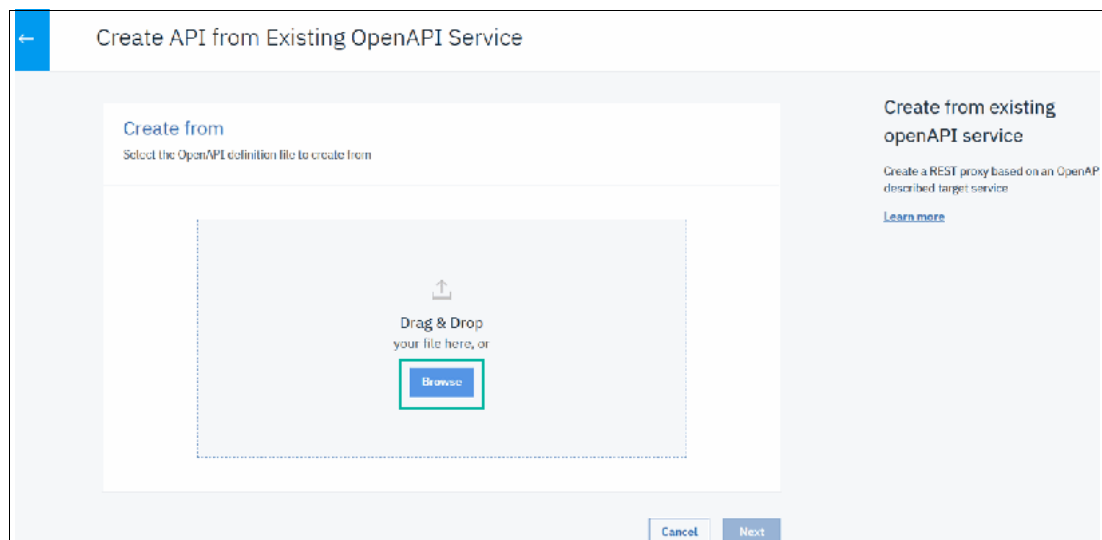 ←
Create API from Existing OpenAPI Service
Create from
Select the OpenAPI definition file to create from
Drag & Drop
your file here, or
Browse
Cancel
Next
Create from existing
openAPI service
Create a REST proxy based on an OpenAP
described target service
Learn more